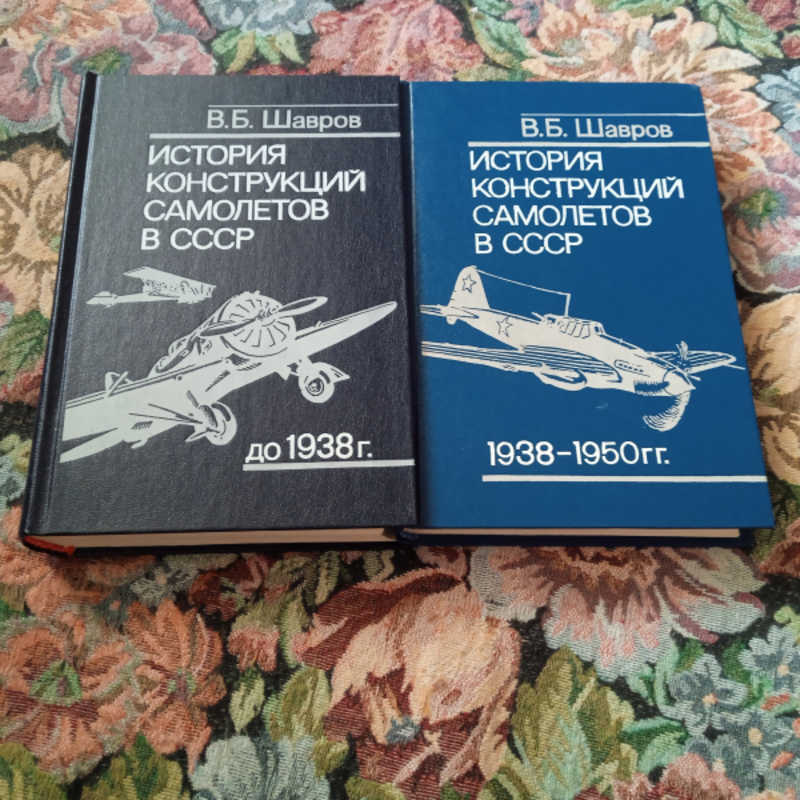 В.Б. Шавров
ИСТОРИЯ
КОНСТРУКЦИЙ
САМОЛЕТОВ
В СССР
до 1938 г.
В.Б. Шавров
ИСТОРИЯ
КОНСТРУКЦИЙ
САМОЛЕТОВ
В СССР
1938-1950 гг.